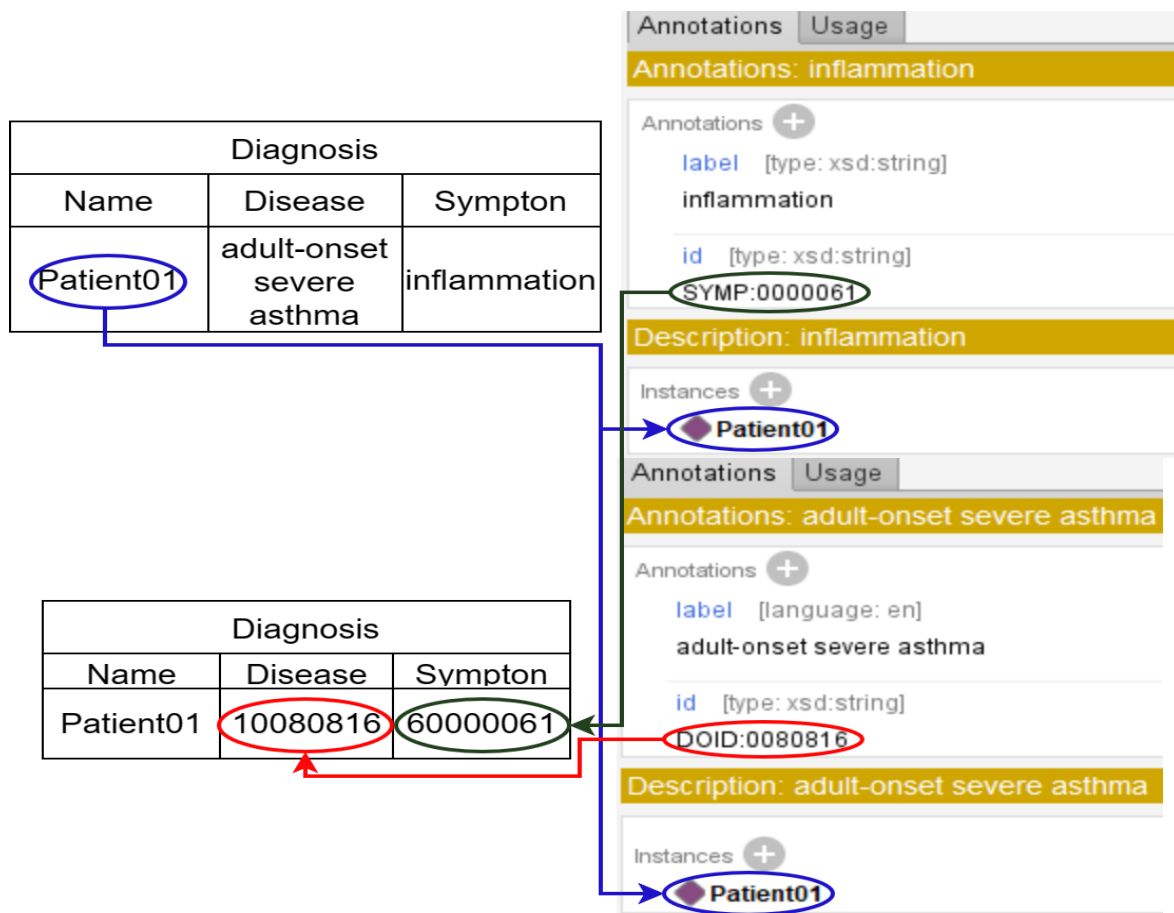 Diagnosis
Name Disease Sympton
Patient01 adult-onset severe asthma inflammation
Diagnosis
Name Disease Sympton
Patient01 10080816 60000061
Annotations Usage
Annotations: inflammation
Annotations
label [type: xsd:string]
inflammation
id [type: xsd:string]
SYMP:0000061
Description: inflammation
Instances
Patient01
Annotations Usage
Annotations: adult-onset severe asthma
Annotations
label [language: en]
adult-onset severe asthma
id [type: xsd:string]
DOID:0080816
Description: adult-onset severe asthma
Instances
Patient01